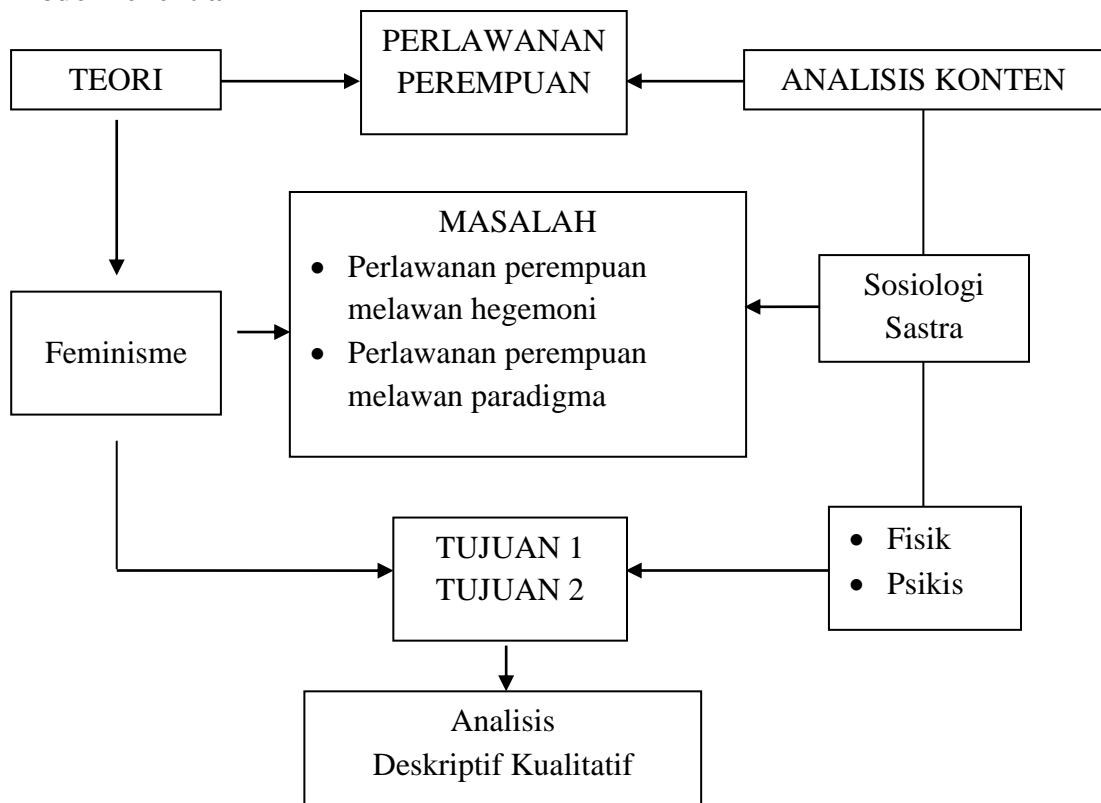 TEORI
PERLAWANAN
PEREMPUAN
ANALISIS KONTEN
MASALAH
• Perlawanan perempuan
melawan hegemoni
• Perlawanan perempuan
melawan paradigma
Feminisme
Sosiologi
Sastra
TUJUAN 1
TUJUAN 2
• Fisik
• Psikis
Analisis
Deskriptif Kualitatif